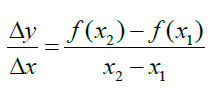 Δy/Δx = (f(x₂) − f(x₁))/(x₂ − x₁)